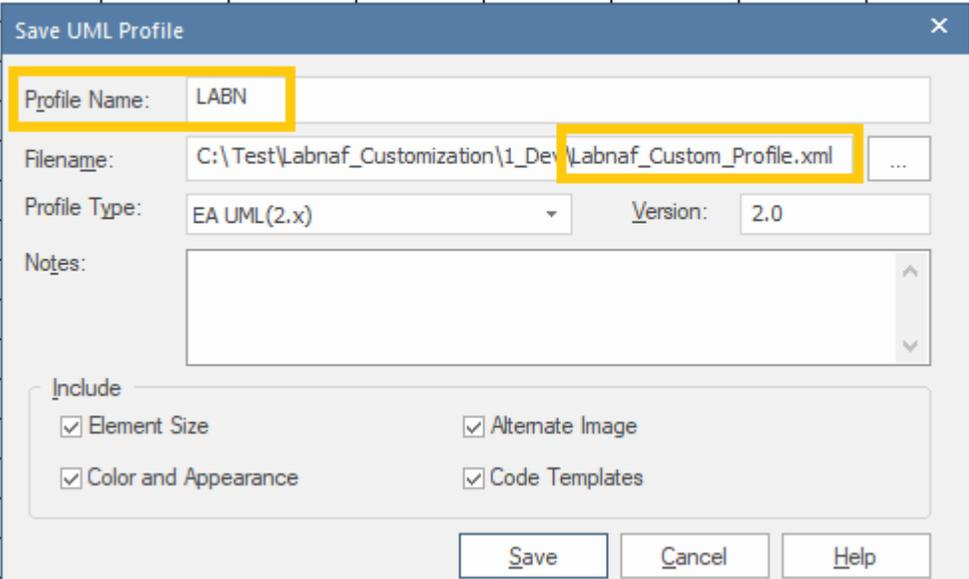 Save UML Profile
Profile Name: LABN
Filename: C:\Test\Labnaf_Customization\1_Dev\Labnaf_Custom_Profile.xml ...
Profile Type: EA UML(2.x) Version: 2.0
Notes:
Include
Element Size Alternate Image
Color and Appearance Code Templates
Save Cancel Help